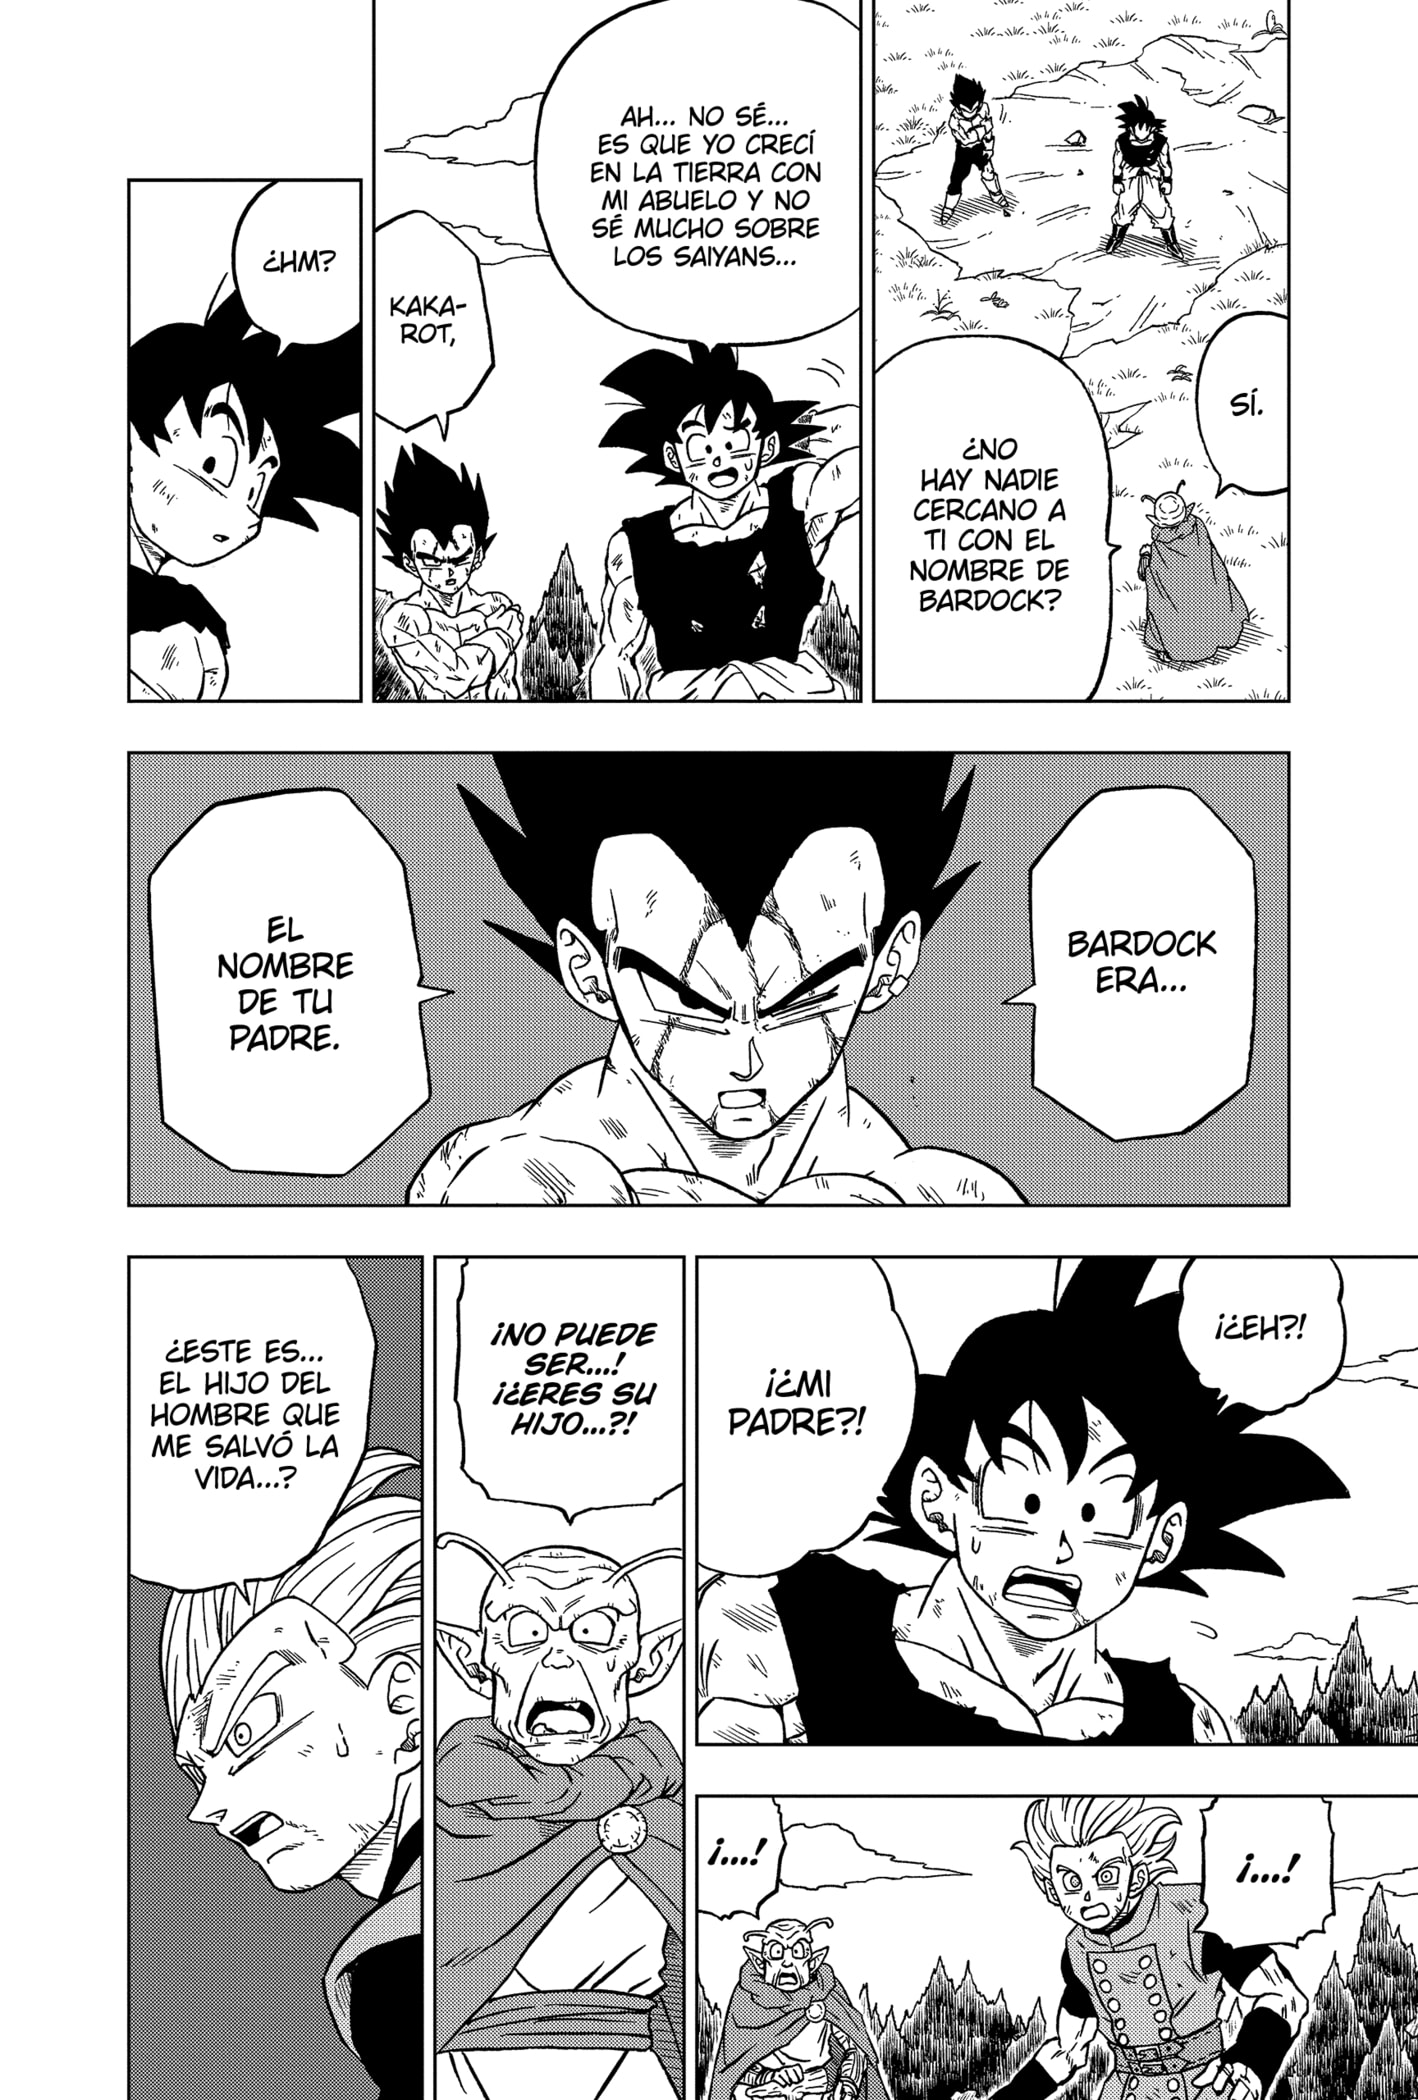 SÍ.
¿NO
HAY NADIE
CERCANO A
TI CON EL
NOMBRE DE
BARDOCK?
AH... NO SÉ...
ES QUE YO CRECÍ
EN LA TIERRA CON
MI ABUELO Y NO
SÉ MUCHO SOBRE
LOS SAIYANS...
KAKA-
ROT,
¿HM?
BARDOCK
ERA...
EL
NOMBRE
DE TU
PADRE.
¡¿EH?!
¡¿MI
PADRE?!
¡...!
¡...!
¡NO PUEDE
SER...!
¡¿ERES SU
HIJO...?!
¿ESTE ES...
EL HIJO DEL
HOMBRE QUE
ME SALVÓ LA
VIDA...?